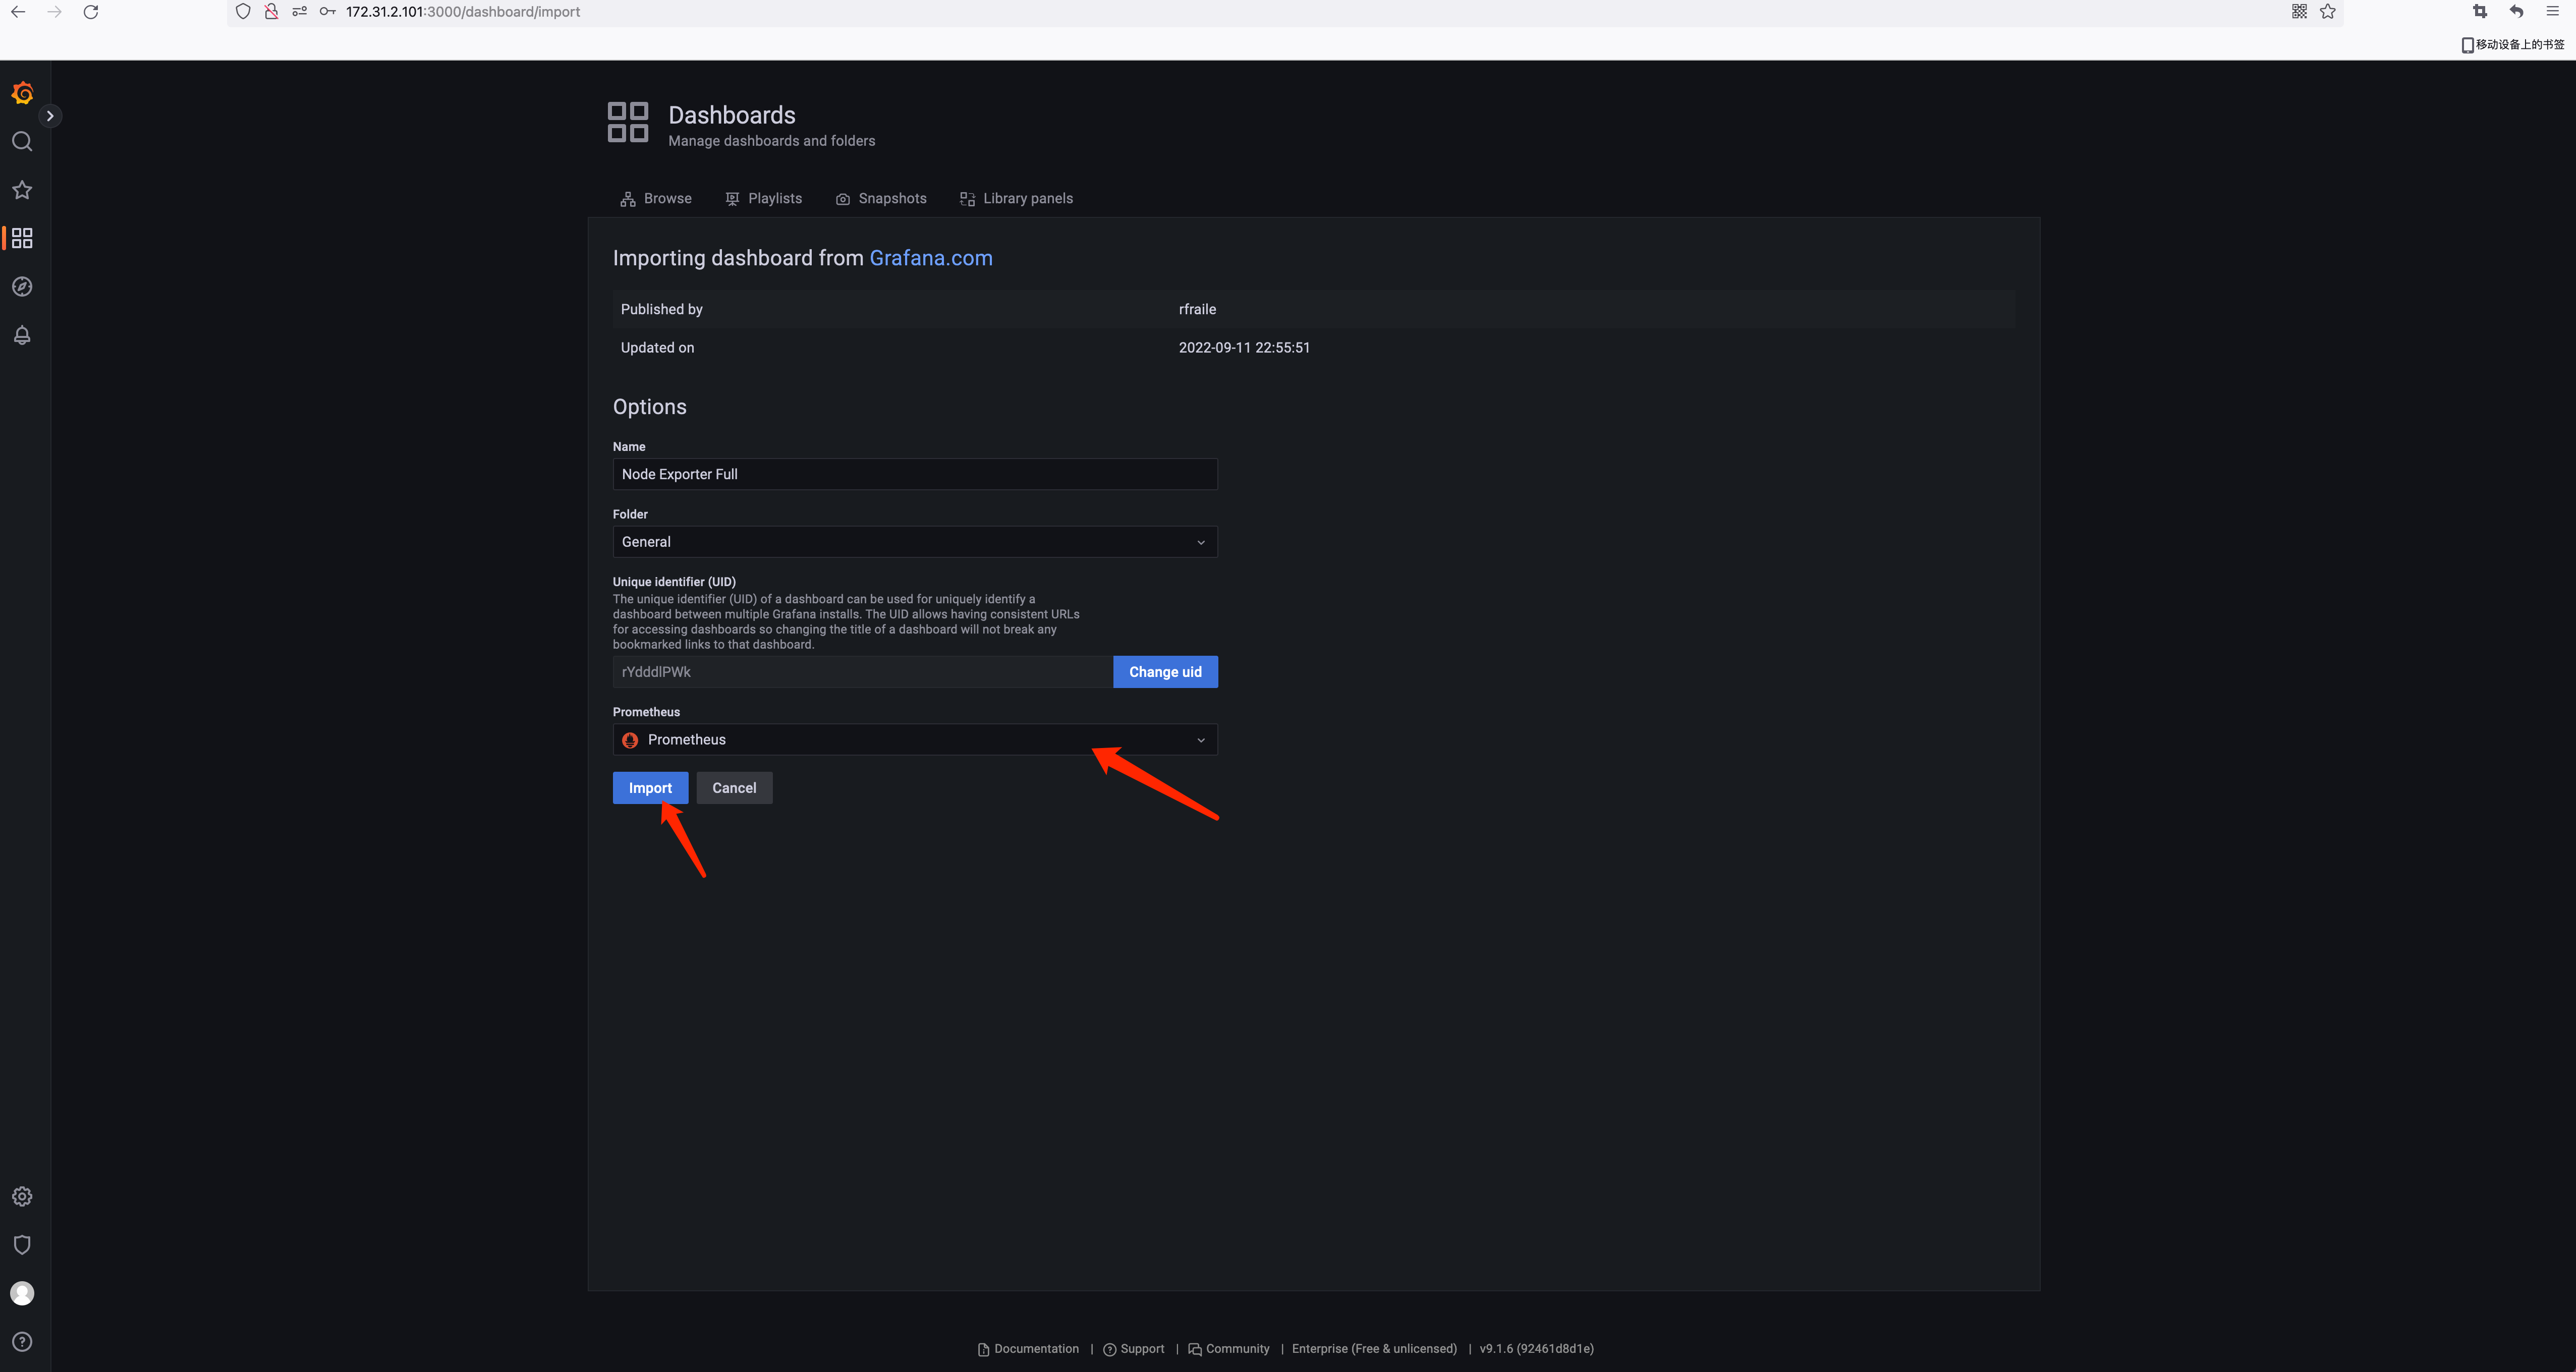 172.31.2.101:3000/dashboard/import
移动设备上的书签
Dashboards
Manage dashboards and folders
Browse Playlists Snapshots Library panels
Importing dashboard from Grafana.com
Published by rfraile
Updated on 2022-09-11 22:55:51
Options
Name
Node Exporter Full
Folder
General
Unique identifier (UID)
The unique identifier (UID) of a dashboard can be used for uniquely identify a
dashboard between multiple Grafana installs. The UID allows having consistent URLs
for accessing dashboards so changing the title of a dashboard will not break any
bookmarked links to that dashboard.
rYdddlPWk Change uid
Prometheus
Prometheus
Import Cancel
Documentation | Support | Community | Enterprise (Free & unlicensed) | v9.1.6 (92461d8d1e)